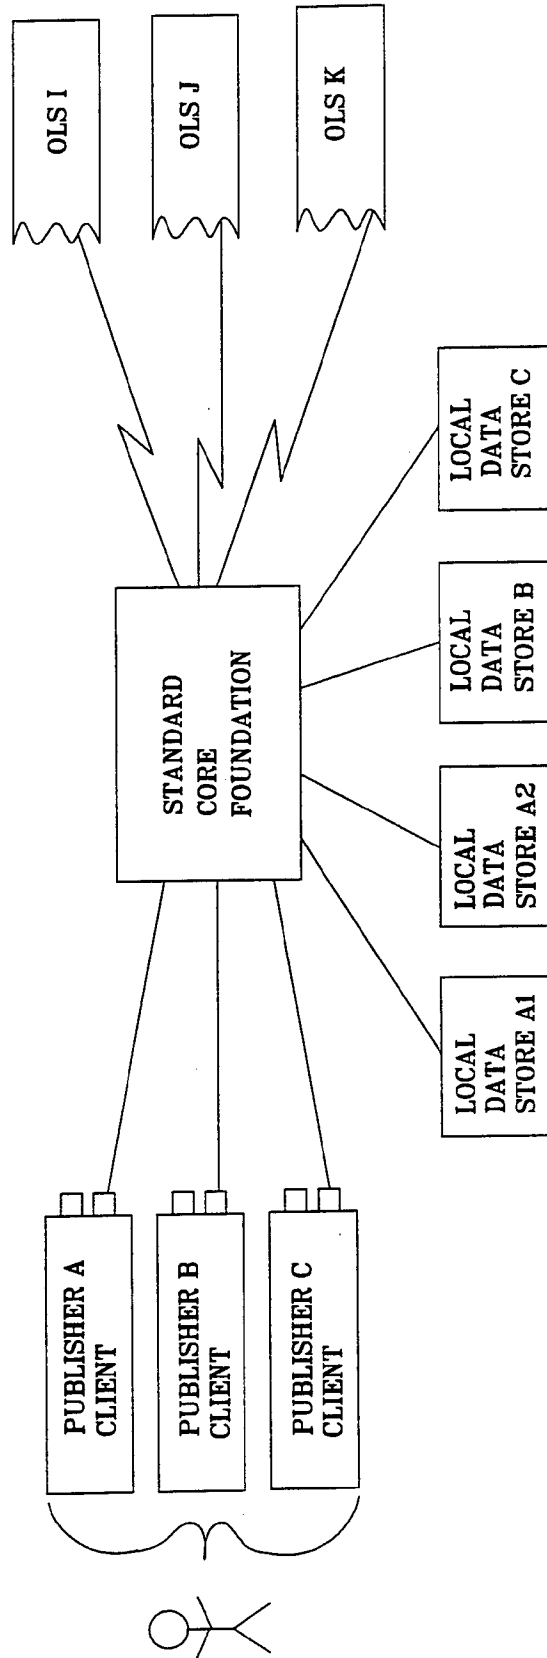 PUBLISHER A
CLIENT
PUBLISHER B
CLIENT
PUBLISHER C
CLIENT
STANDARD
CORE
FOUNDATION
OLS I
OLS J
OLS K
LOCAL
DATA
STORE A1
LOCAL
DATA
STORE A2
LOCAL
DATA
STORE B
LOCAL
DATA
STORE C